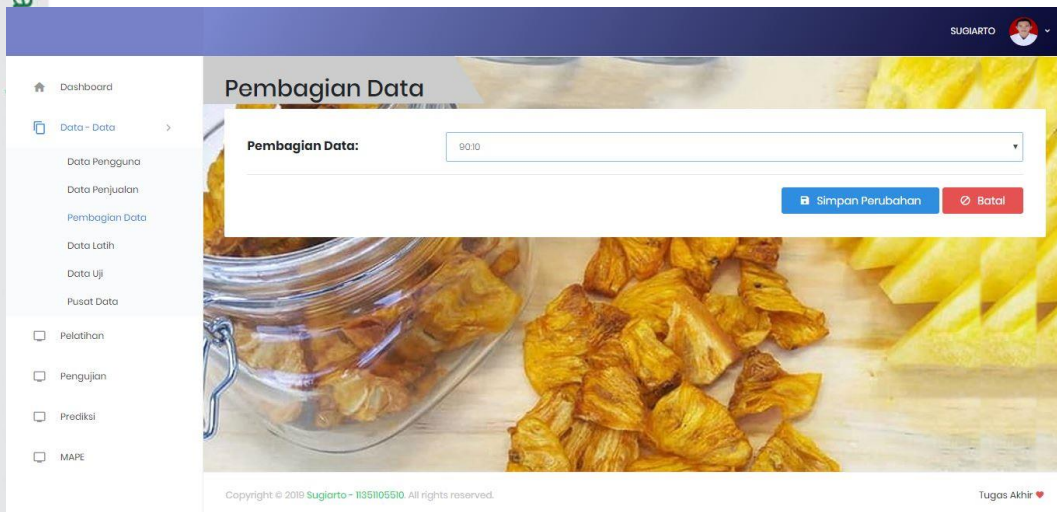 SUGIARTO
Dashboard
Data - Data
Data Pengguna
Data Penjualan
Pembagian Data
Data Latih
Data Uji
Pusat Data
Pelatihan
Pengujian
Prediksi
MAPE
Pembagian Data
Pembagian Data:
90:10
Simpan Perubahan
Batal
Copyright © 2019 Sugiarto - 11351105510. All rights reserved.
Tugas Akhir